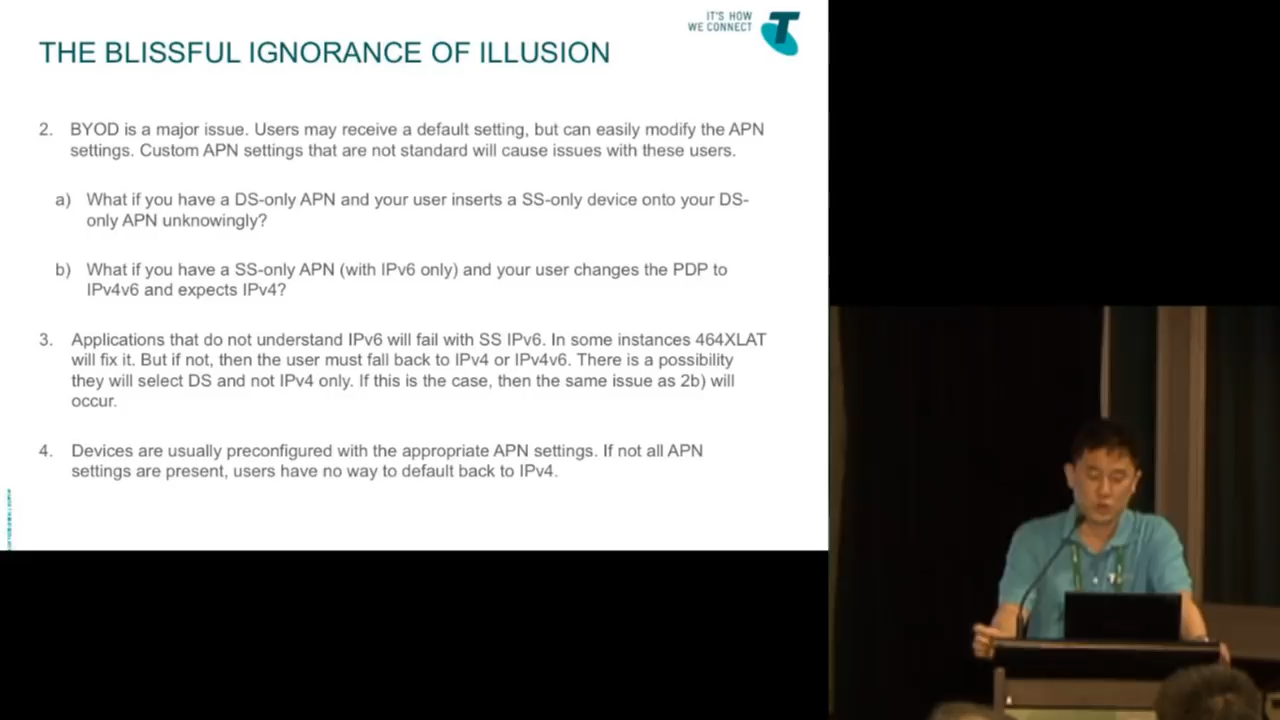 IT'S HOW
WE CONNECT
THE BLISSFUL IGNORANCE OF ILLUSION
2. BYOD is a major issue. Users may receive a default setting, but can easily modify the APN
settings. Custom APN settings that are not standard will cause issues with these users.
a) What if you have a DS-only APN and your user inserts a SS-only device onto your DS-
only APN unknowingly?
b) What if you have a SS-only APN (with IPv6 only) and your user changes the PDP to
IPv4v6 and expects IPv4?
3. Applications that do not understand IPv6 will fail with SS IPv6. In some instances 464XLAT
will fix it. But if not, then the user must fall back to IPv4 or IPv4v6. There is a possibility
they will select DS and not IPv4 only. If this is the case, then the same issue as 2b) will
occur.
4. Devices are usually preconfigured with the appropriate APN settings. If not all APN
settings are present, users have no way to default back to IPv4.